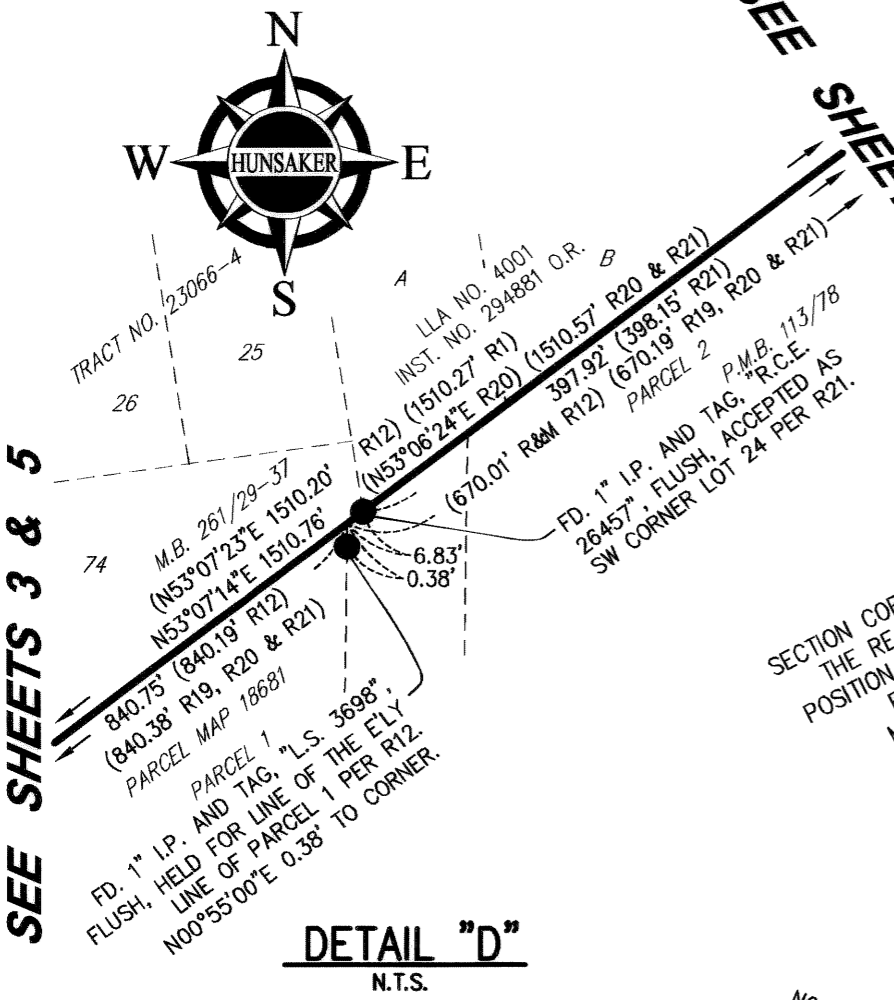 N
W HUNSAKER E
S
SEE SHEE
TRACT NO. 23066-4
A
B
25
26
LLA NO. 4001
INST. NO. 294881 O.R.
74
M.B. 261/29-37
(N53°07'23"E 1510.20' R12) (1510.27' R1)
N53°07'14"E 1510.76' (N53°06'24"E R20) (1510.57' R20 & R21)
397.92' (398.15' R21)
(670.01' R&M R12) (670.19' R19, R20 & R21)
PARCEL 2
P.M.B. 113/78
FD. 1" I.P. AND TAG, "R.C.E.
26457", FLUSH, ACCEPTED AS
SW CORNER LOT 24 PER R21.
6.83'
0.38'
840.75' (840.19' R12)
(840.38' R19, R20 & R21)
PARCEL MAP 18681
PARCEL 1
FD. 1" I.P. AND TAG, "L.S. 3698",
FLUSH, HELD FOR LINE OF THE E'LY
LINE OF PARCEL 1 PER R12.
N00°55'00"E 0.38' TO CORNER.
SEE SHEETS 3 & 5
SECTION COR
THE RE
POSITION
DETAIL "D"
N.T.S.